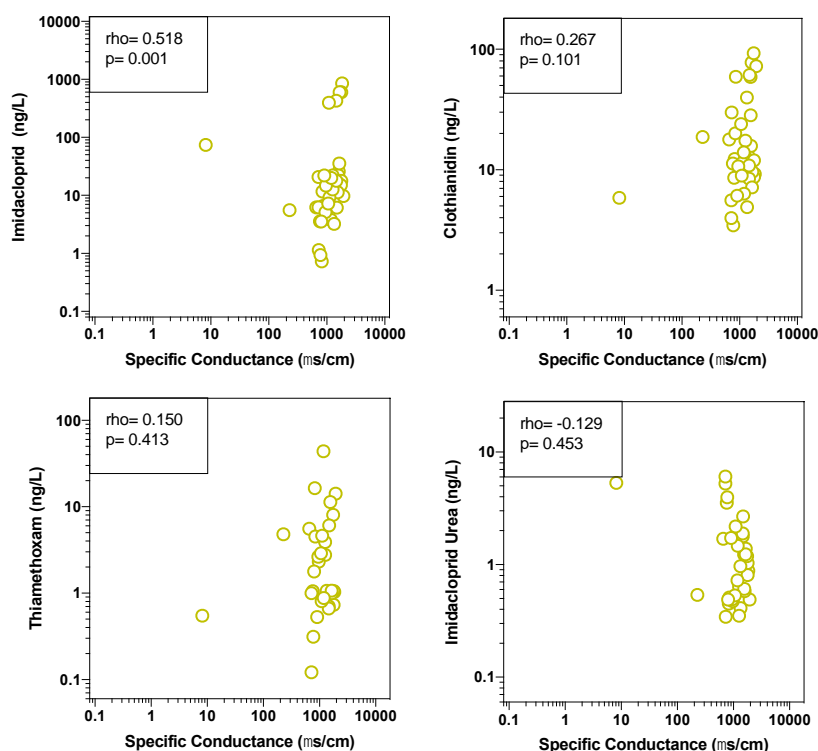 rho= 0.518
p= 0.001
10000
1000
100
10
1
0.1
Imidacloprid (ng/L)
0.1 1 10 100 1000 10000
Specific Conductance (ms/cm)
rho= 0.267
p= 0.101
100
10
1
Clothianidin (ng/L)
0.1 1 10 100 1000 10000
Specific Conductance (ms/cm)
rho= 0.150
p= 0.413
100
10
1
0.1
Thiamethoxam (ng/L)
0.1 1 10 100 1000 10000
Specific Conductance (ms/cm)
rho= -0.129
p= 0.453
10
1
0.1
Imidacloprid Urea (ng/L)
0.1 1 10 100 1000 10000
Specific Conductance (ms/cm)